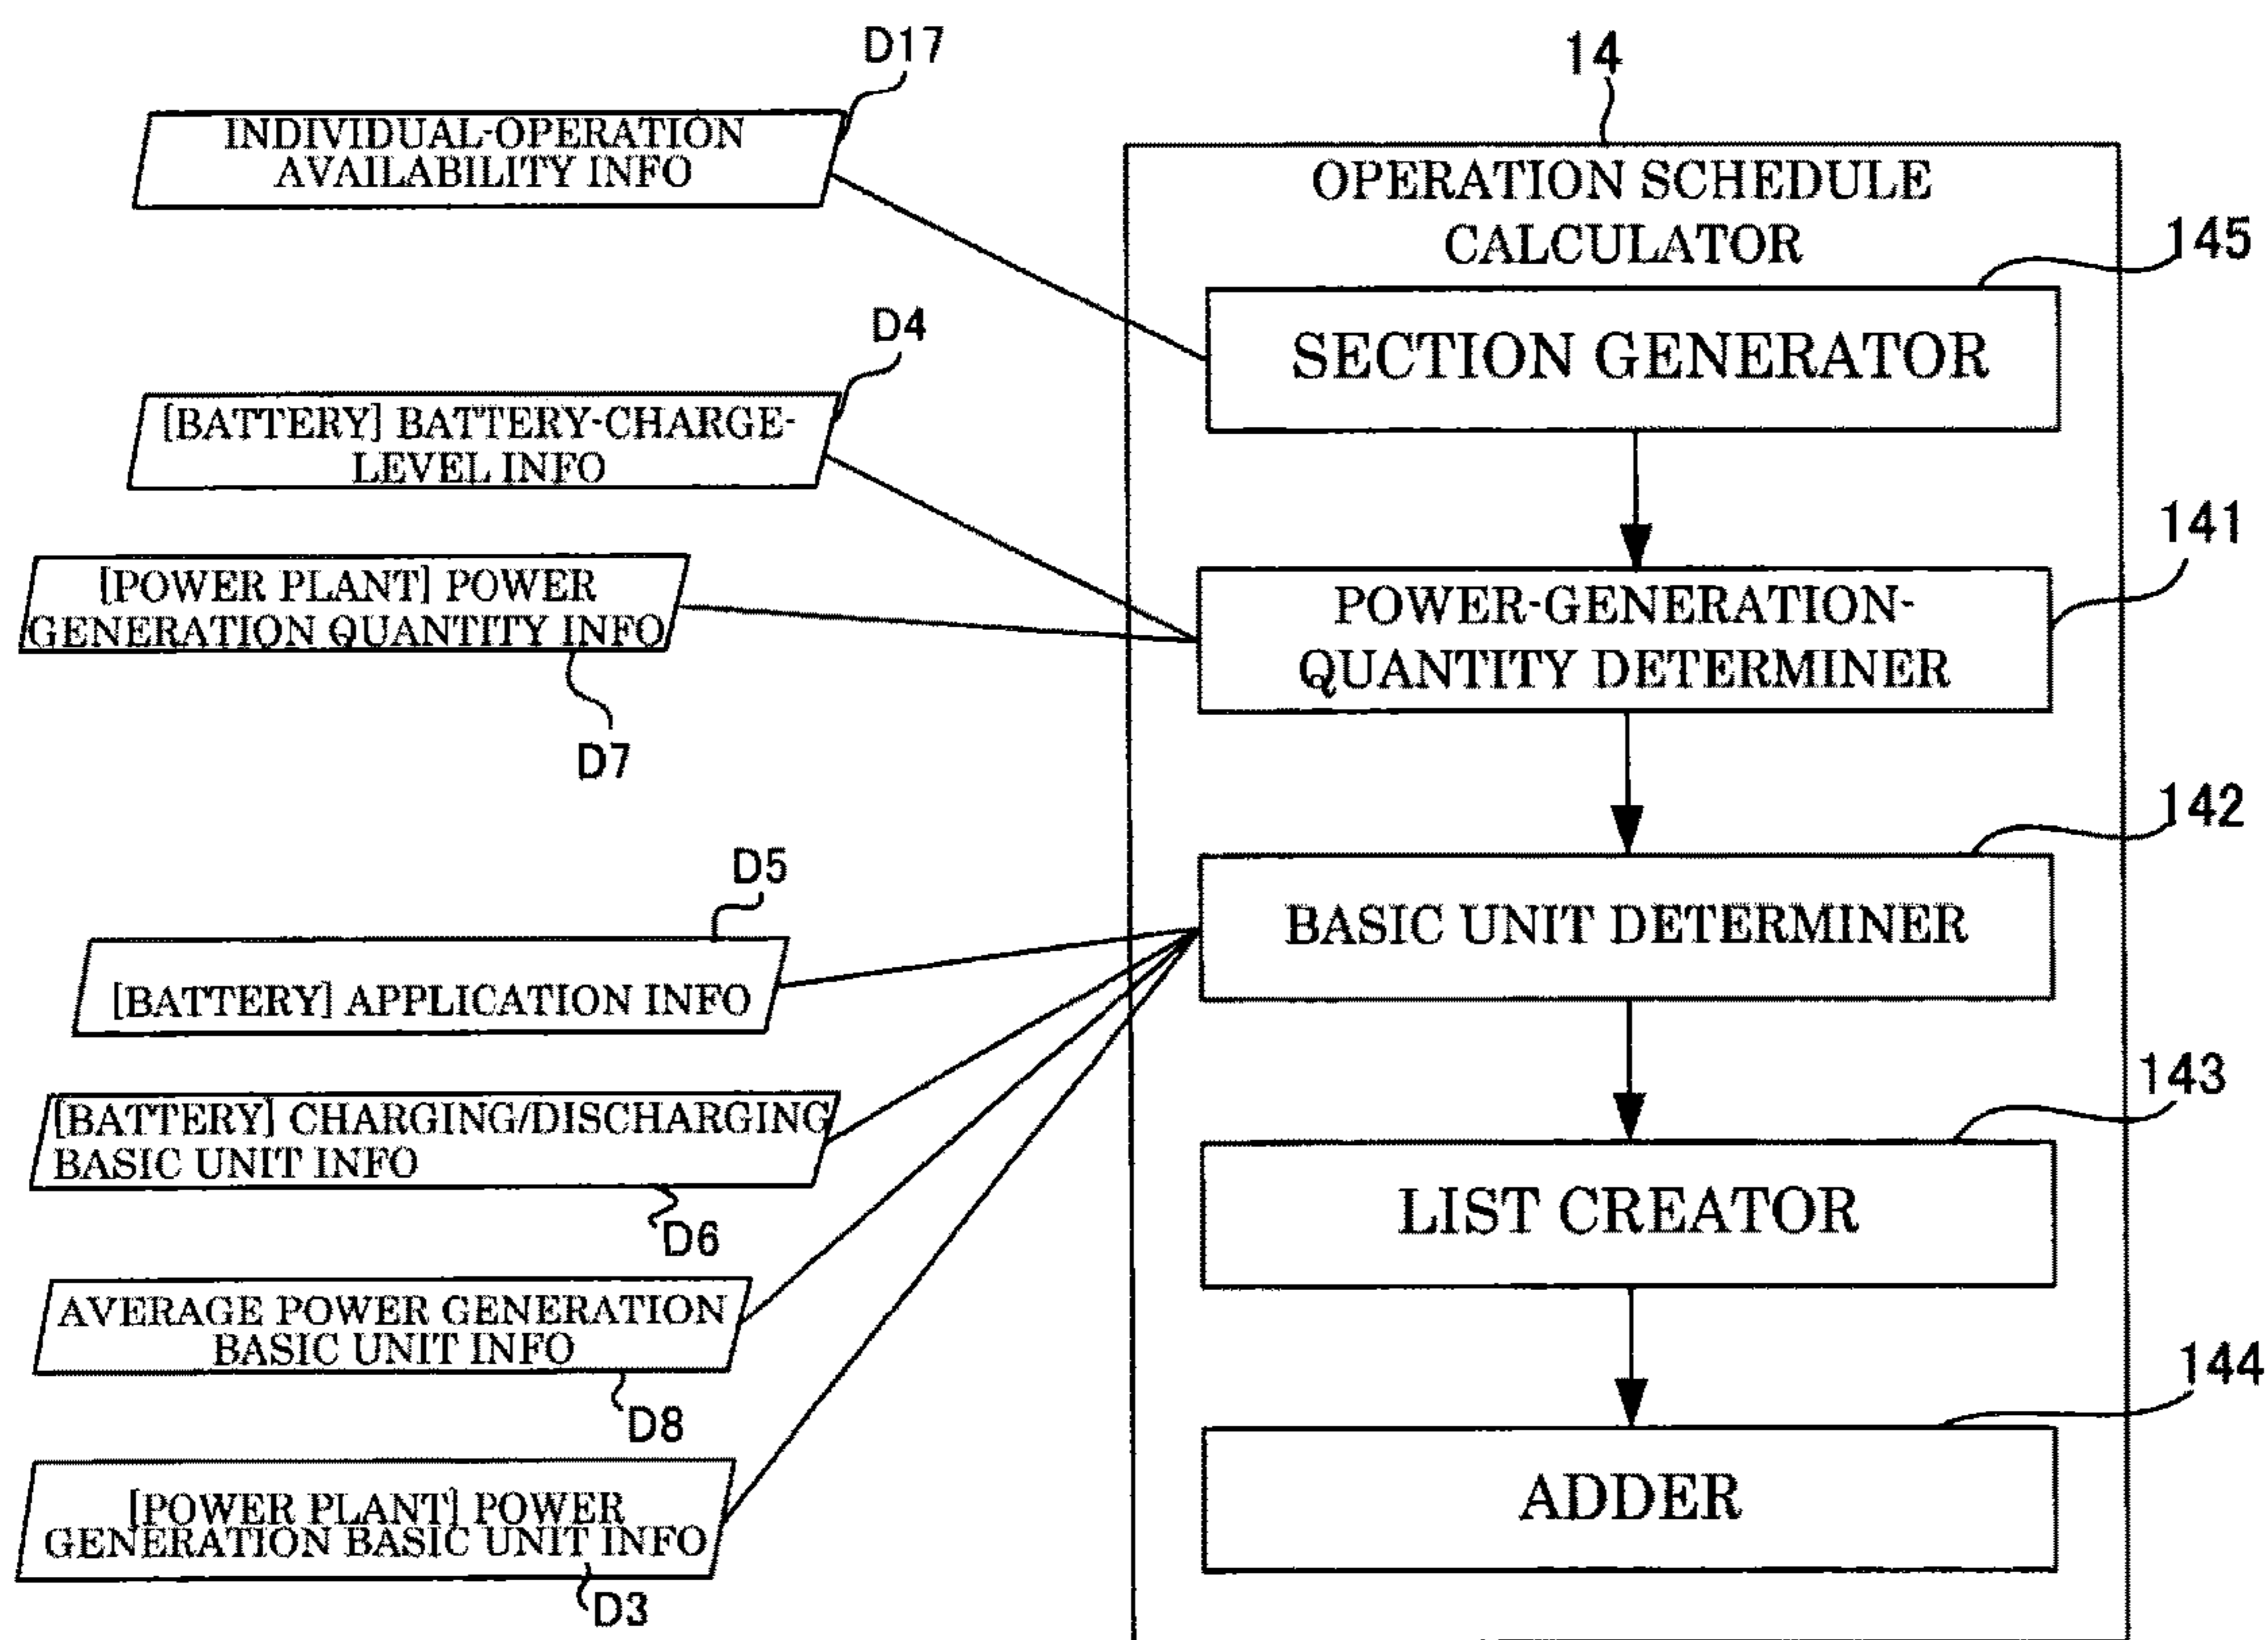 D17
INDIVIDUAL-OPERATION
AVAILABILITY INFO
D4
[BATTERY] BATTERY-CHARGE-
LEVEL INFO
[POWER PLANT] POWER
GENERATION QUANTITY INFO
D7
D5
[BATTERY] APPLICATION INFO
[BATTERY] CHARGING/DISCHARGING
BASIC UNIT INFO
D6
AVERAGE POWER GENERATION
BASIC UNIT INFO
D8
[POWER PLANT] POWER
GENERATION BASIC UNIT INFO
D3
14
OPERATION SCHEDULE
CALCULATOR
145
SECTION GENERATOR
141
POWER-GENERATION-
QUANTITY DETERMINER
142
BASIC UNIT DETERMINER
143
LIST CREATOR
144
ADDER